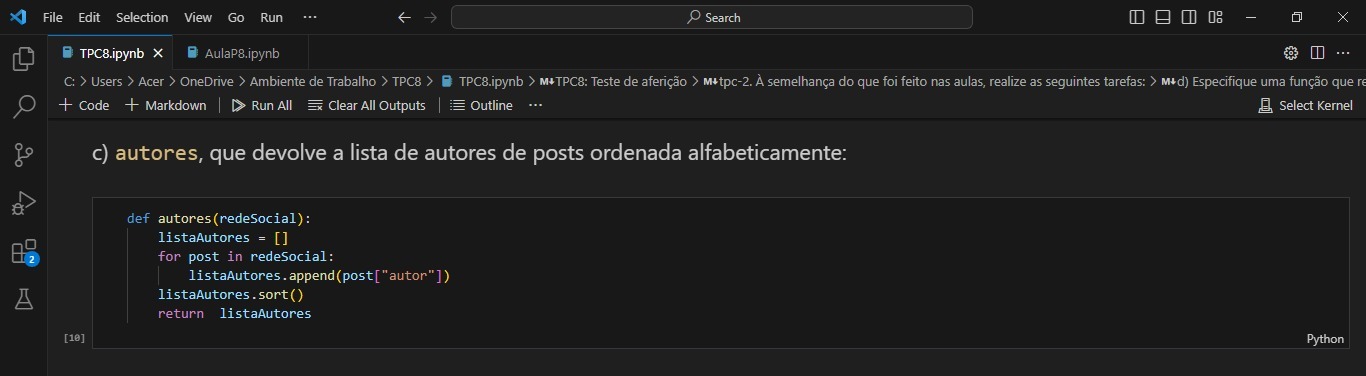 File Edit Selection View Go Run ··· Search
TPC8.ipynb AulaP8.ipynb
C: > Users > Acer > OneDrive > Ambiente de Trabalho > TPC8 > TPC8.ipynb > M↓TPC8: Teste de aferição > M↓tpc-2. À semelhança do que foi feito nas aulas, realize as seguintes tarefas: > M↓d) Especifique uma função que re
+ Code + Markdown Run All Clear All Outputs Outline ··· Select Kernel
c) autores, que devolve a lista de autores de posts ordenada alfabeticamente:
def autores(redeSocial):
listaAutores = []
for post in redeSocial:
listaAutores.append(post["autor"])
listaAutores.sort()
return  listaAutores
[10]
Python
2